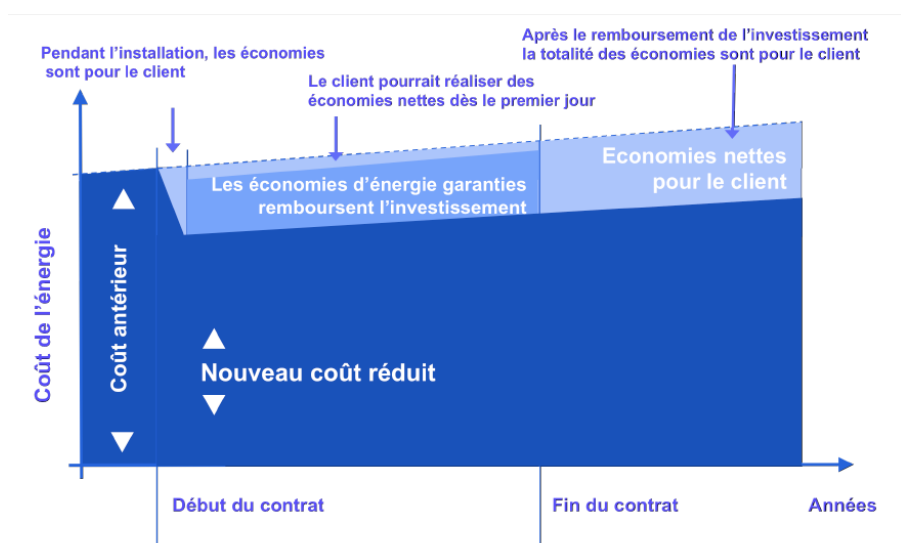 Après le remboursement de l'investissement
la totalité des économies sont pour le client
Pendant l'installation, les économies
sont pour le client
Le client pourrait réaliser des
économies nettes dès le premier jour
Economies nettes
pour le client
Les économies d'énergie garanties
remboursent l'investissement
Coût de l'énergie
Coût antérieur
Nouveau coût réduit
Début du contrat
Fin du contrat
Années